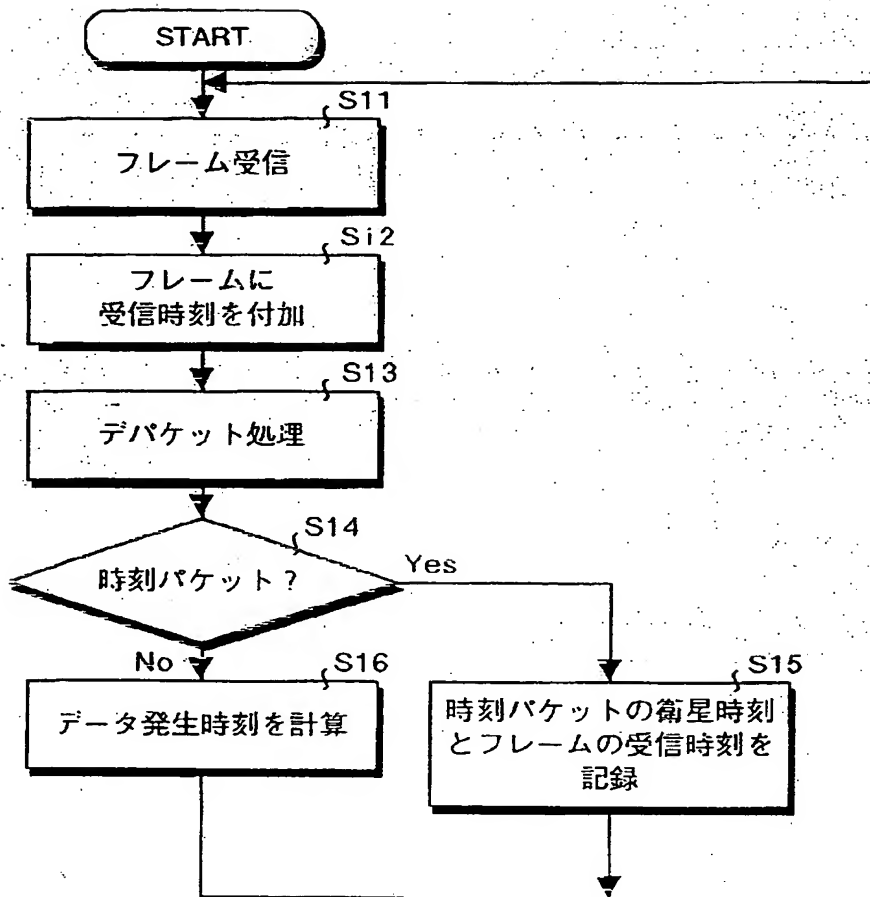 START
S11
フレーム受信
Si2
フレームに
受信時刻を付加
S13
デパケット処理
S14
時刻パケット?
Yes
No
S16
データ発生時刻を計算
S15
時刻パケットの衛星時刻
とフレームの受信時刻を
記録